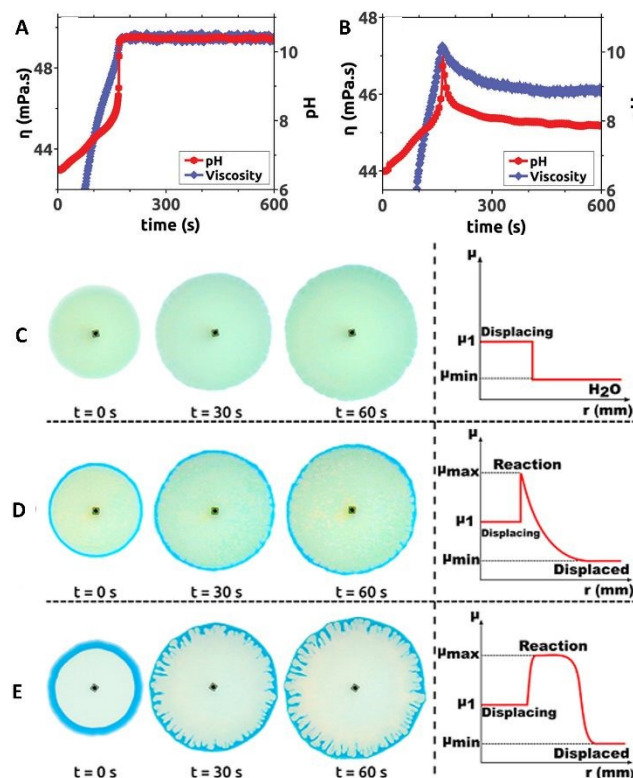 A
η (mPa.s)
48
44
10
8
6
pH
pH
Viscosity
0
300
600
time (s)
B
η (mPa.s)
46
45
44
10
8
6
pH
Viscosity
0
300
600
time (s)
C
t = 0 s
t = 30 s
t = 60 s
μ
Displacing
μ1
μmin
H₂O
r (mm)
D
t = 0 s
t = 30 s
t = 60 s
μ
μmax
Reaction
μ1
Displacing
μmin
Displaced
r (mm)
E
t = 0 s
t = 30 s
t = 60 s
μ
μmax
Reaction
μ1
Displacing
μmin
Displaced
r (mm)